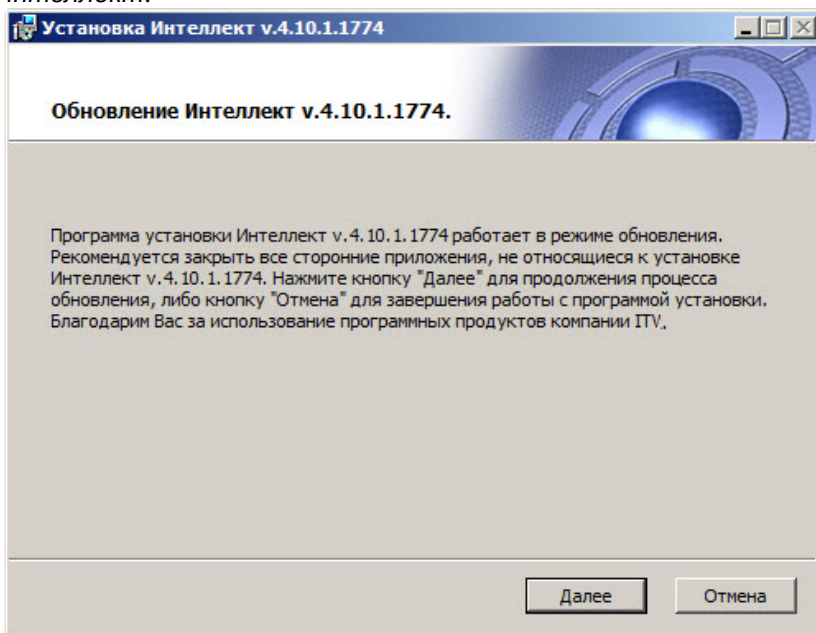 Интеллект.
Установка Интеллект v.4.10.1.1774
Обновление Интеллект v.4.10.1.1774.
Программа установки Интеллект v.4.10.1.1774 работает в режиме обновления.
Рекомендуется закрыть все сторонние приложения, не относящиеся к установке
Интеллект v.4.10.1.1774. Нажмите кнопку "Далее" для продолжения процесса
обновления, либо кнопку "Отмена" для завершения работы с программой установки.
Благодарим Вас за использование программных продуктов компании ITV.
Далее
Отмена